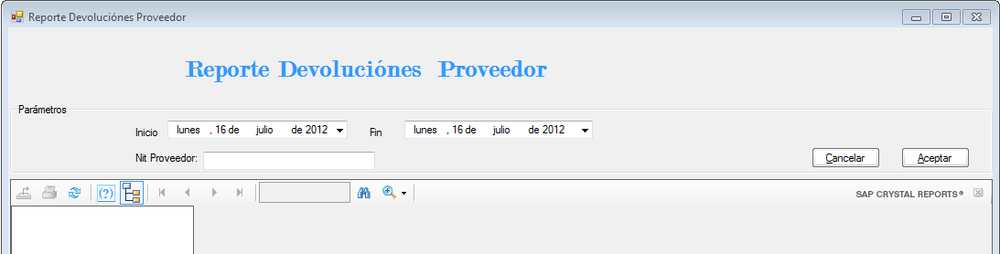 Reporte Devoluciónes Proveedor
Reporte Devoluciónes Proveedor
Parámetros
Inicio lunes , 16 de julio de 2012 Fin lunes , 16 de julio de 2012
Nit Proveedor: Cancelar Aceptar
(?) SAP CRYSTAL REPORTS®